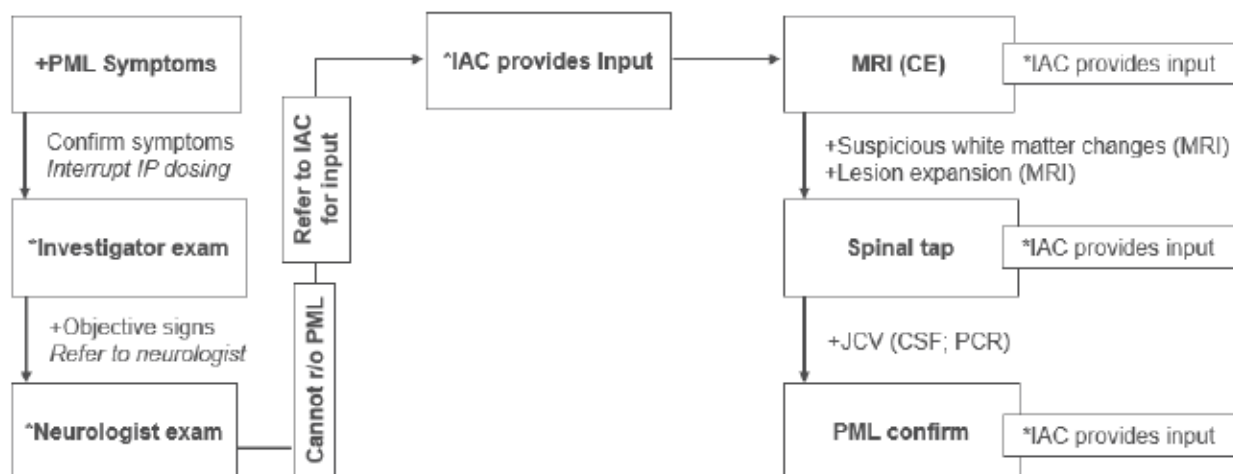 +PML Symptoms
Confirm symptoms
Interrupt IP dosing
*Investigator exam
+Objective signs
Refer to neurologist
^Neurologist exam
Cannot r/o PML
Refer to IAC
for input
^IAC provides Input
MRI (CE)
*IAC provides input
+Suspicious white matter changes (MRI)
+Lesion expansion (MRI)
Spinal tap
*IAC provides input
+JCV (CSF; PCR)
PML confirm
*IAC provides input